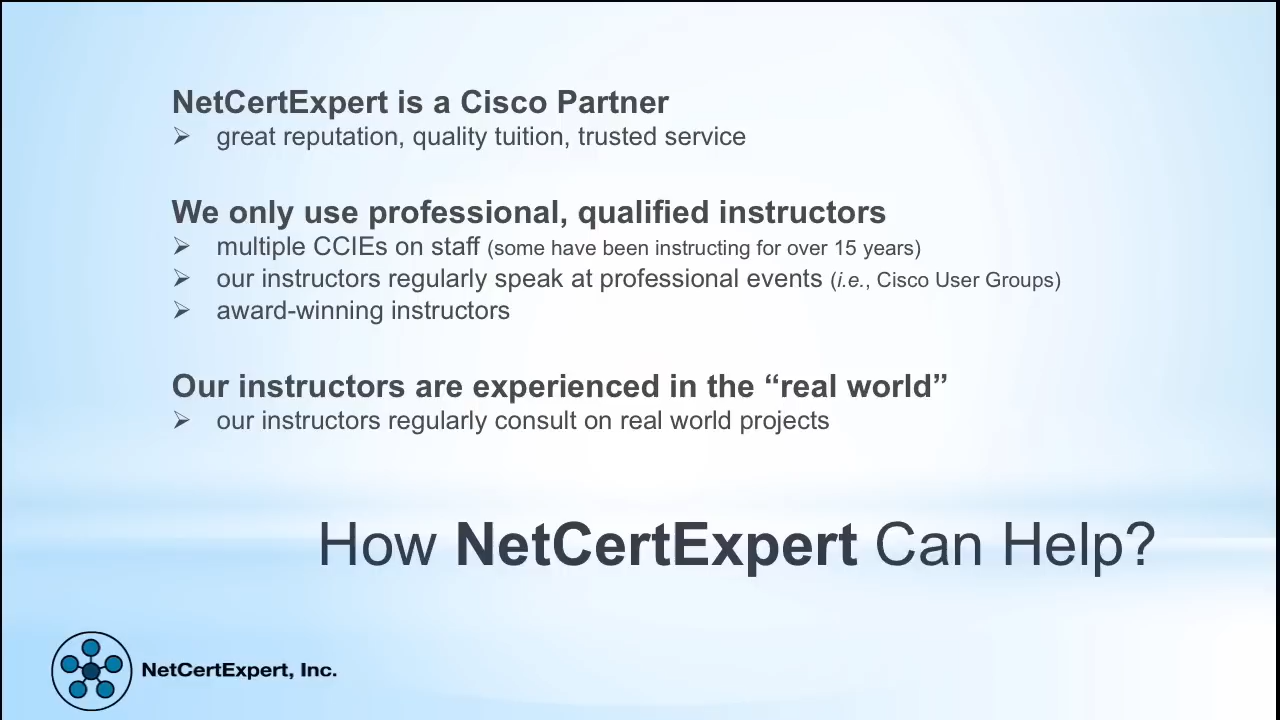 NetCertExpert is a Cisco Partner
➢ great reputation, quality tuition, trusted service
We only use professional, qualified instructors
➢ multiple CCIEs on staff (some have been instructing for over 15 years)
➢ our instructors regularly speak at professional events (i.e., Cisco User Groups)
➢ award-winning instructors
Our instructors are experienced in the “real world”
➢ our instructors regularly consult on real world projects
How NetCertExpert Can Help?
NetCertExpert, Inc.